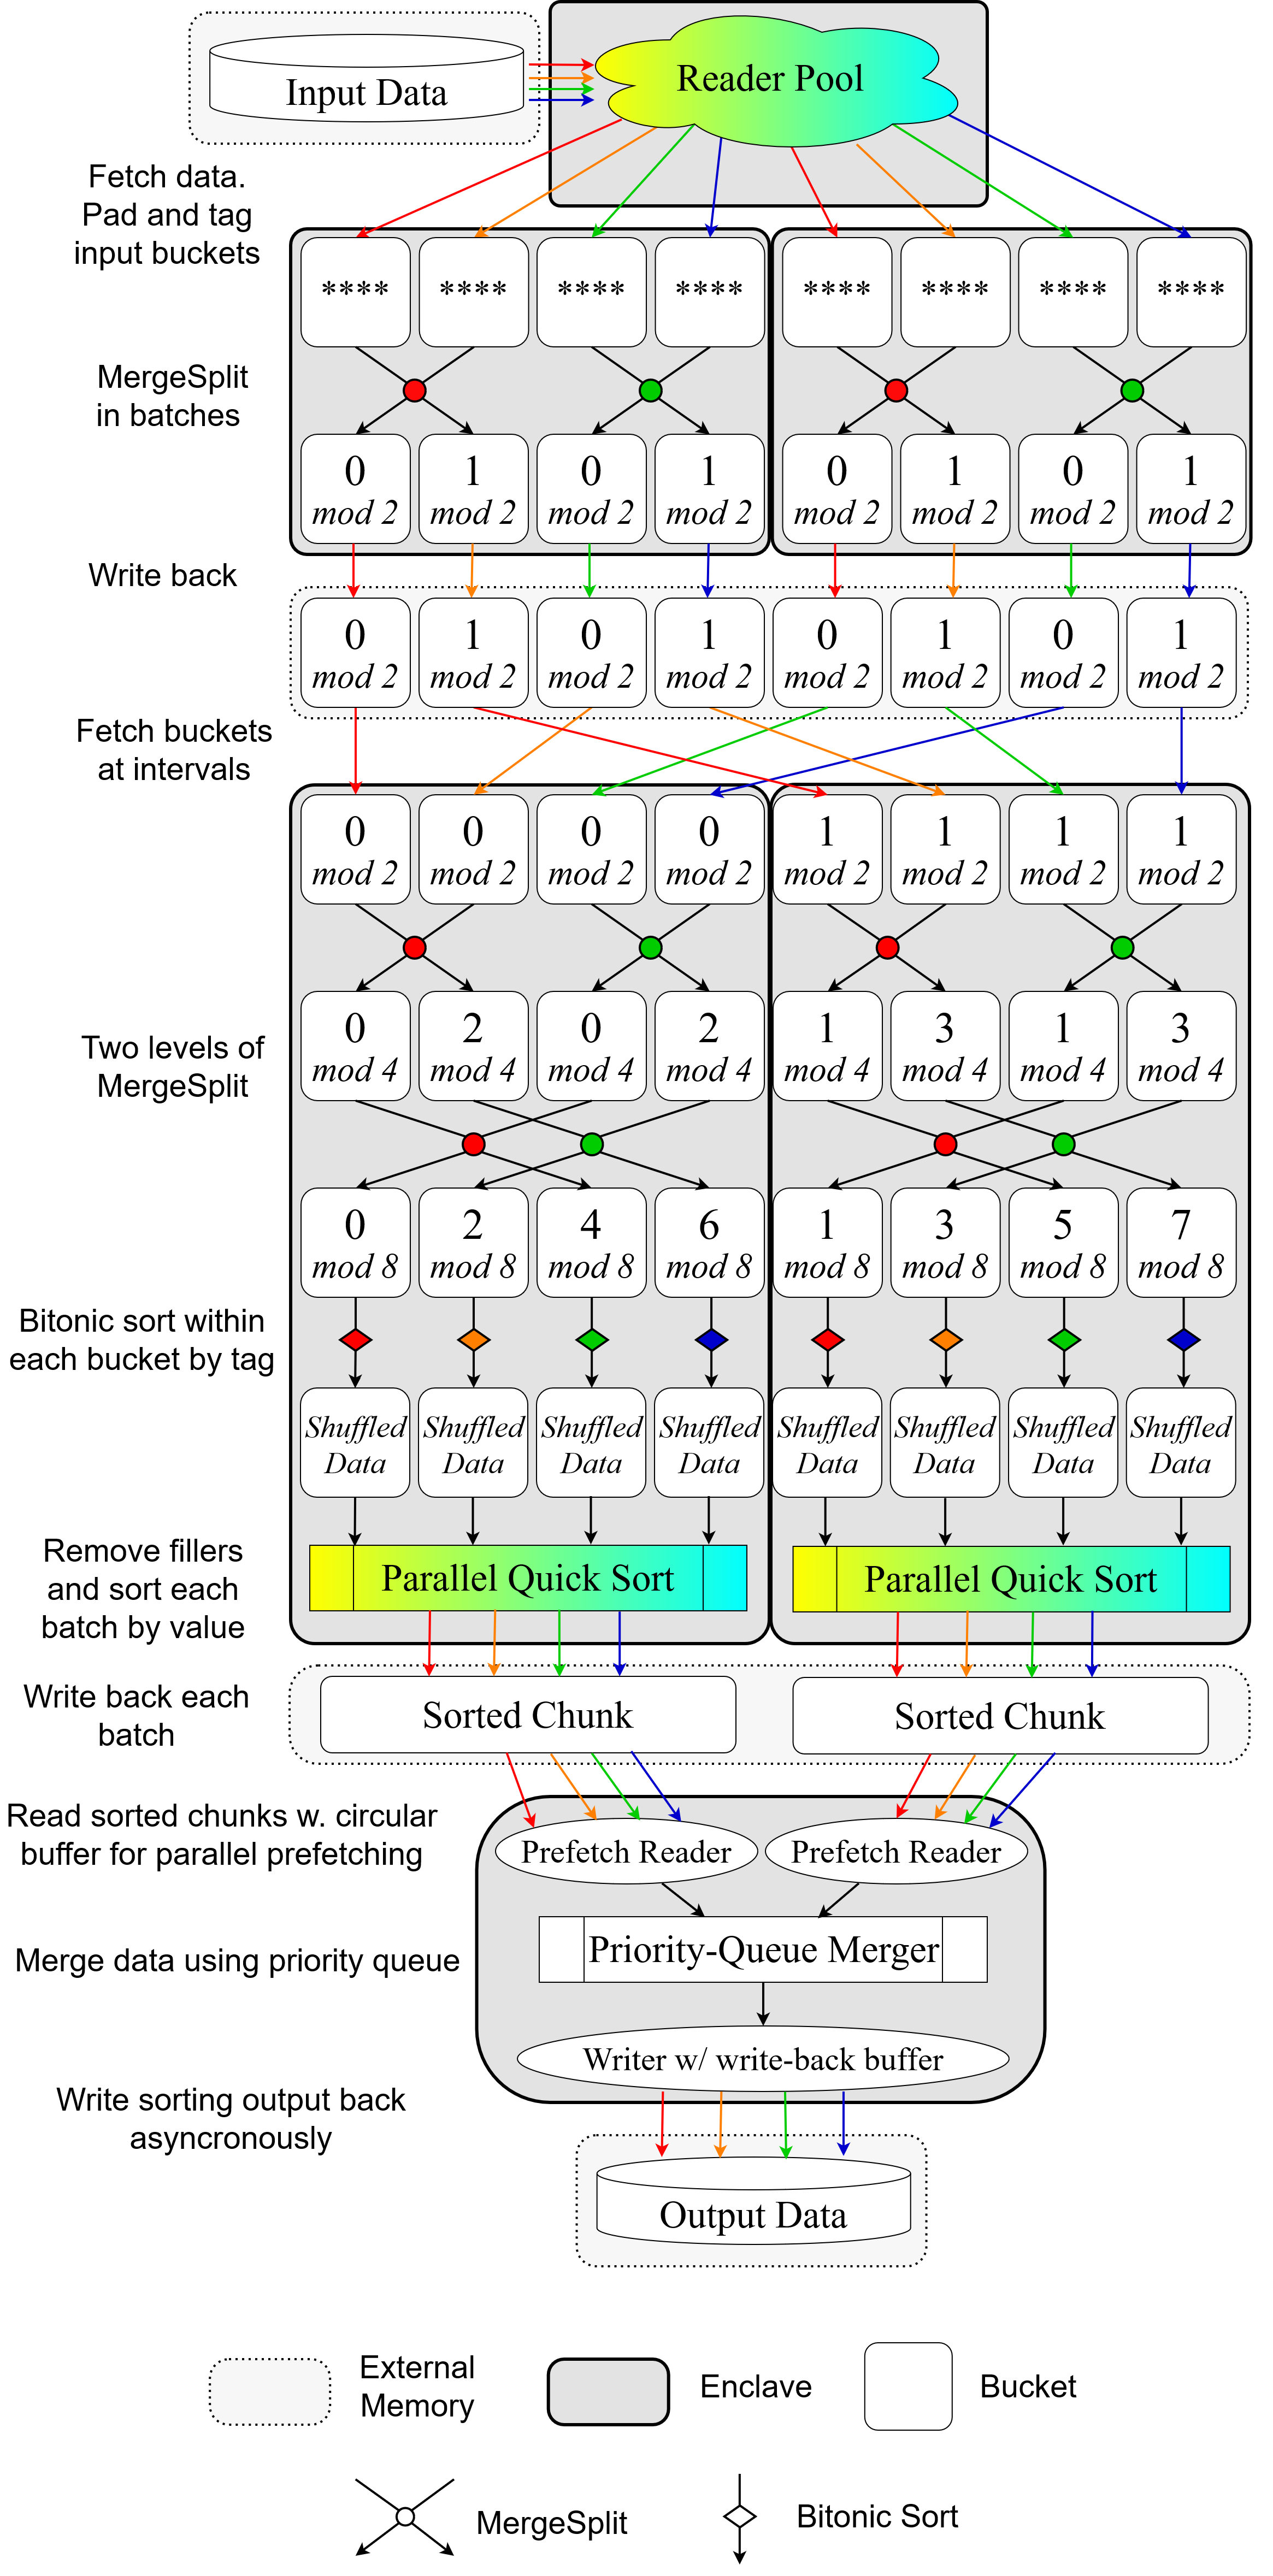 Input Data
Reader Pool
Fetch data.
Pad and tag
input buckets
**** **** **** **** **** **** **** ****
MergeSplit
in batches
0 1 0 1 0 1 0 1
mod 2 mod 2 mod 2 mod 2 mod 2 mod 2 mod 2 mod 2
Write back
0 1 0 1 0 1 0 1
mod 2 mod 2 mod 2 mod 2 mod 2 mod 2 mod 2 mod 2
Fetch buckets
at intervals
0 0 0 0 1 1 1 1
mod 2 mod 2 mod 2 mod 2 mod 2 mod 2 mod 2 mod 2
Two levels of
MergeSplit
0 2 0 2 1 3 1 3
mod 4 mod 4 mod 4 mod 4 mod 4 mod 4 mod 4 mod 4
0 2 4 6 1 3 5 7
mod 8 mod 8 mod 8 mod 8 mod 8 mod 8 mod 8 mod 8
Bitonic sort within
each bucket by tag
Shuffled Shuffled Shuffled Shuffled Shuffled Shuffled Shuffled Shuffled
Data Data Data Data Data Data Data Data
Remove fillers
and sort each
batch by value
Parallel Quick Sort
Parallel Quick Sort
Write back each
batch
Sorted Chunk
Sorted Chunk
Read sorted chunks w. circular
buffer for parallel prefetching
Prefetch Reader
Prefetch Reader
Merge data using priority queue
Priority-Queue Merger
Writer w/ write-back buffer
Write sorting output back
asyncronously
Output Data
External
Memory
Enclave
Bucket
MergeSplit
Bitonic Sort